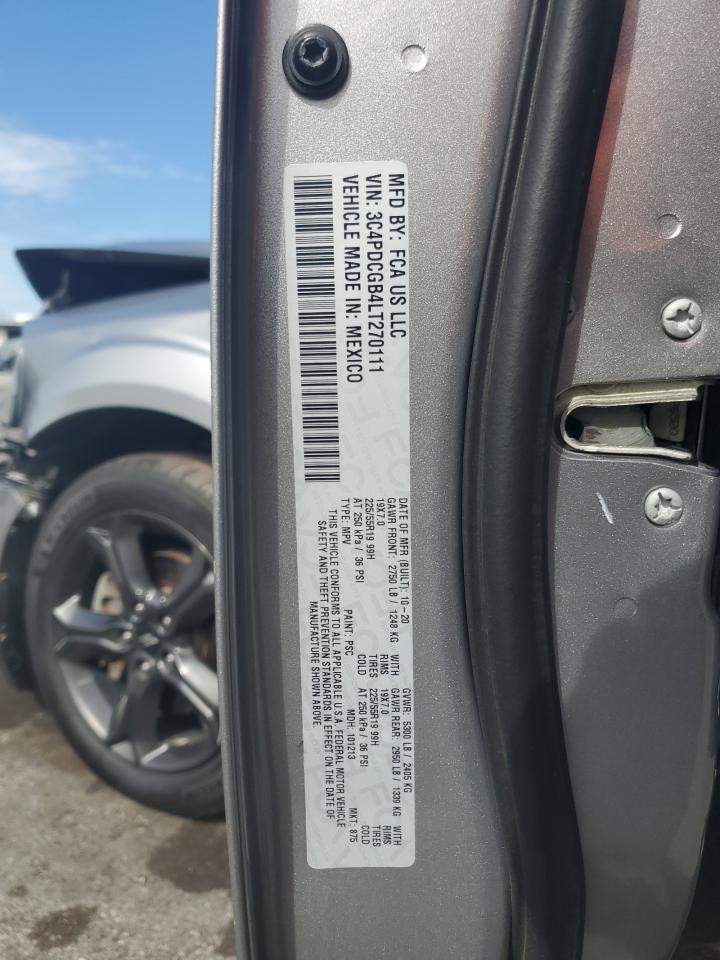 MFD BY: FCA US LLC
VIN: 3C4PDCGB4LT270111
VEHICLE MADE IN: MEXICO
DATE OF MFR (BUILT): 10-20 GVWR: 5300 LB / 2405 KG
GAWR FRONT: 2750 LB / 1248 KG WITH GAWR REAR: 2950 LB / 1339 KG WITH
19X7.0 RIMS 19X7.0 RIMS
225/55R19 99H TIRES 225/55R19 99H TIRES
AT 250 kPa / 36 PSI COLD AT 250 kPa / 36 PSI COLD
TYPE: MPV PAINT: PSC MDH: 101213 MKT: 875
THIS VEHICLE CONFORMS TO ALL APPLICABLE U.S.A. FEDERAL MOTOR VEHICLE
SAFETY AND THEFT PREVENTION STANDARDS IN EFFECT ON THE DATE OF
MANUFACTURE SHOWN ABOVE.